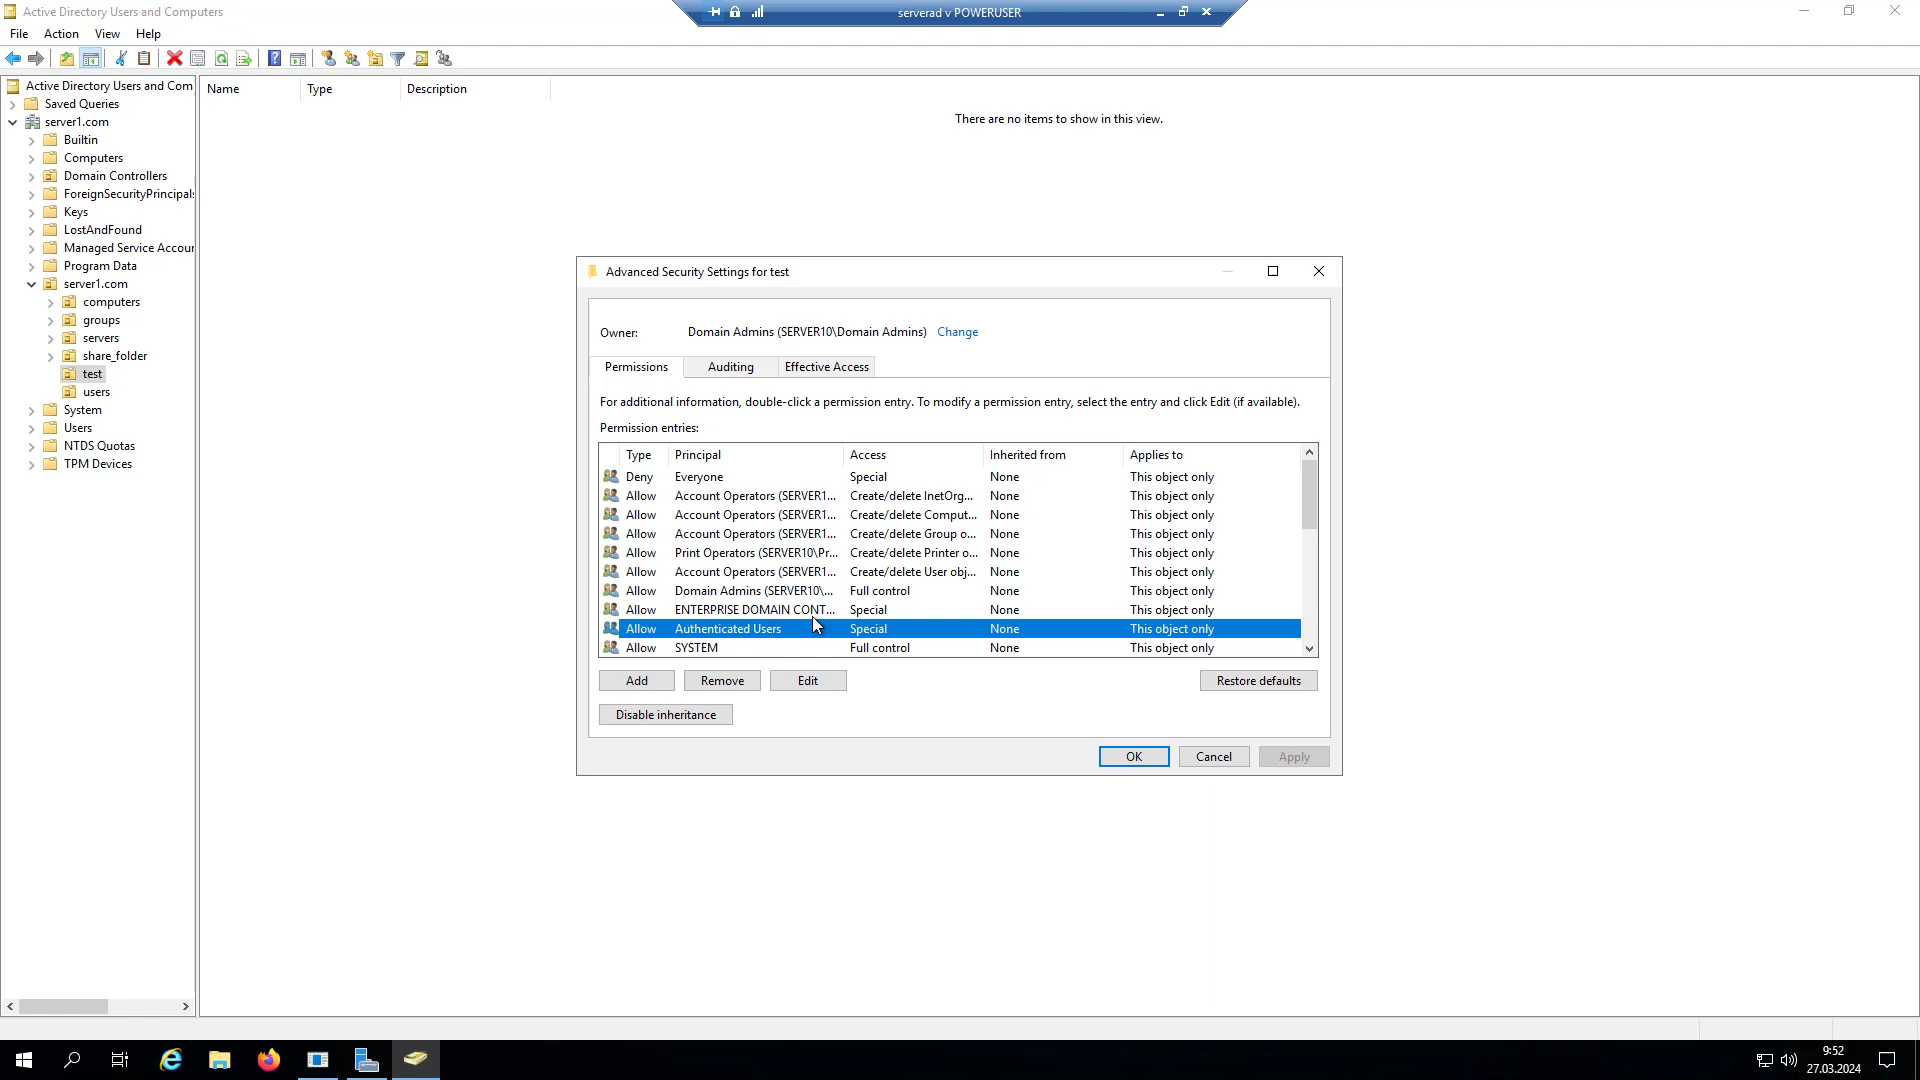 Active Directory Users and Computers
serverad v POWERUSER
File Action View Help
Active Directory Users and Com
Saved Queries
server1.com
Builtin
Computers
Domain Controllers
ForeignSecurityPrincipals
Keys
LostAndFound
Managed Service Accour
Program Data
server1.com
computers
groups
servers
share_folder
test
users
System
Users
NTDS Quotas
TPM Devices
Name Type Description
There are no items to show in this view.
Advanced Security Settings for test
Owner: Domain Admins (SERVER10\Domain Admins) Change
Permissions Auditing Effective Access
For additional information, double-click a permission entry. To modify a permission entry, select the entry and click Edit (if available).
Permission entries:
Type Principal Access Inherited from Applies to
Deny Everyone Special None This object only
Allow Account Operators (SERVER1... Create/delete InetOrg... None This object only
Allow Account Operators (SERVER1... Create/delete Comput... None This object only
Allow Account Operators (SERVER1... Create/delete Group o... None This object only
Allow Print Operators (SERVER10\Pr... Create/delete Printer o... None This object only
Allow Account Operators (SERVER1... Create/delete User obj... None This object only
Allow Domain Admins (SERVER10\... Full control None This object only
Allow ENTERPRISE DOMAIN CONT... Special None This object only
Allow Authenticated Users Special None This object only
Allow SYSTEM Full control None This object only
Add Remove Edit Restore defaults
Disable inheritance
OK Cancel Apply
9:52
27.03.2024